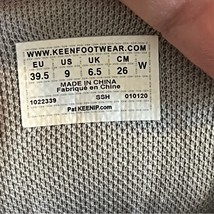 WWW.KEENFOOTWEAR.COM
EU US UK CM W
39.5 9 6.5 26
MADE IN CHINA
Fabriqué en Chine
1022339 SSH 010120
Pat KEENIP.com